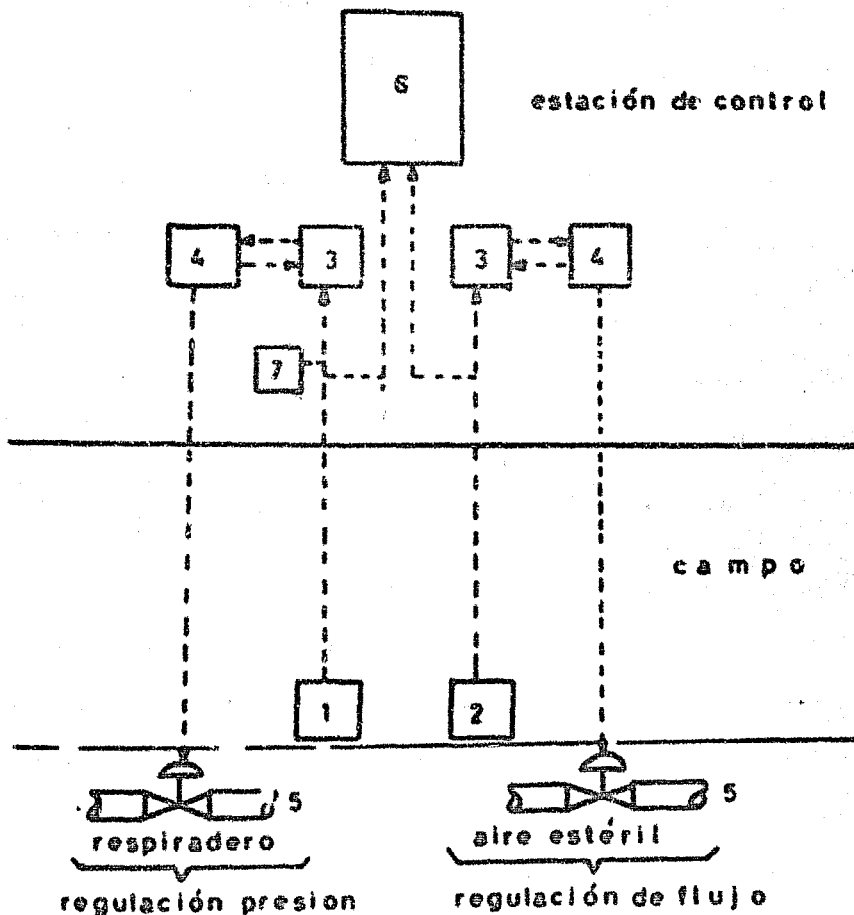 6
estación de control
4 3 3 4
7
campo
1 2
5 5
respiradero aire estéril
regulación presion regulación de flujo